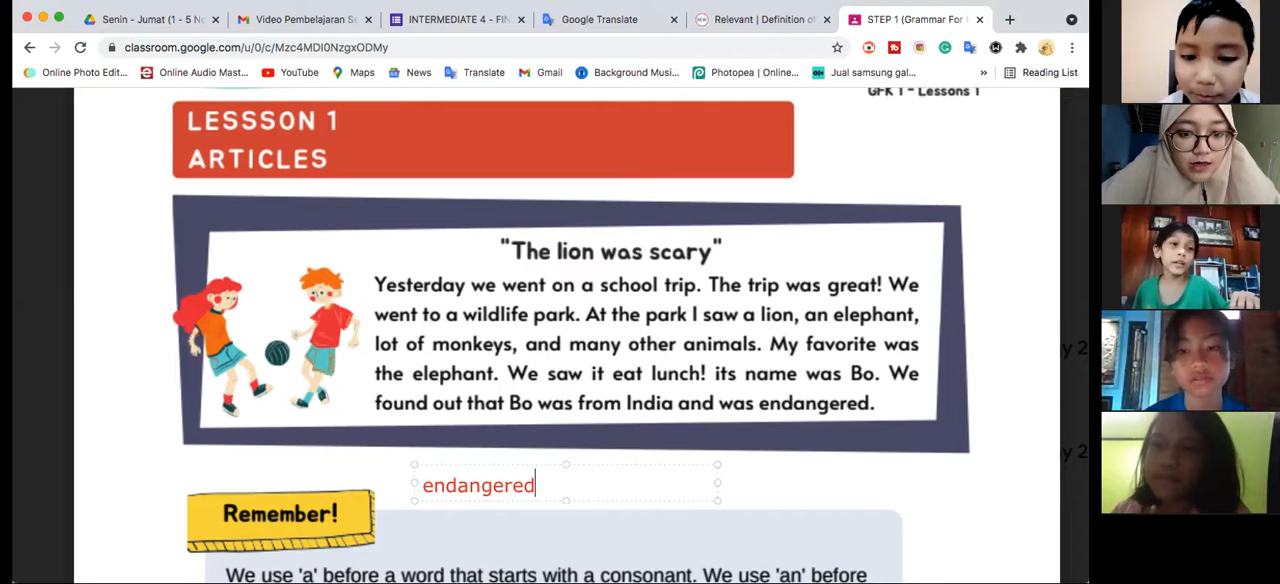 Senin - Jumat (1 - 5 No
Video Pembelajaran Se
INTERMEDIATE 4 - FIN
Google Translate
Relevant | Definition of
STEP 1 (Grammar For K
classroom.google.com/u/0/c/Mzc4MDI0NzgxODMy
Online Photo Edit...
Online Audio Mast...
YouTube
Maps
News
Translate
Gmail
Background Musi...
Photopea | Online...
Jual samsung gal...
Reading List
GFK 1 - Lessons 1
LESSSON 1
ARTICLES
"The lion was scary"
Yesterday we went on a school trip. The trip was great! We
went to a wildlife park. At the park I saw a lion, an elephant,
lot of monkeys, and many other animals. My favorite was
the elephant. We saw it eat lunch! its name was Bo. We
found out that Bo was from India and was endangered.
endangered
Remember!
We use 'a' before a word that starts with a consonant. We use 'an' before